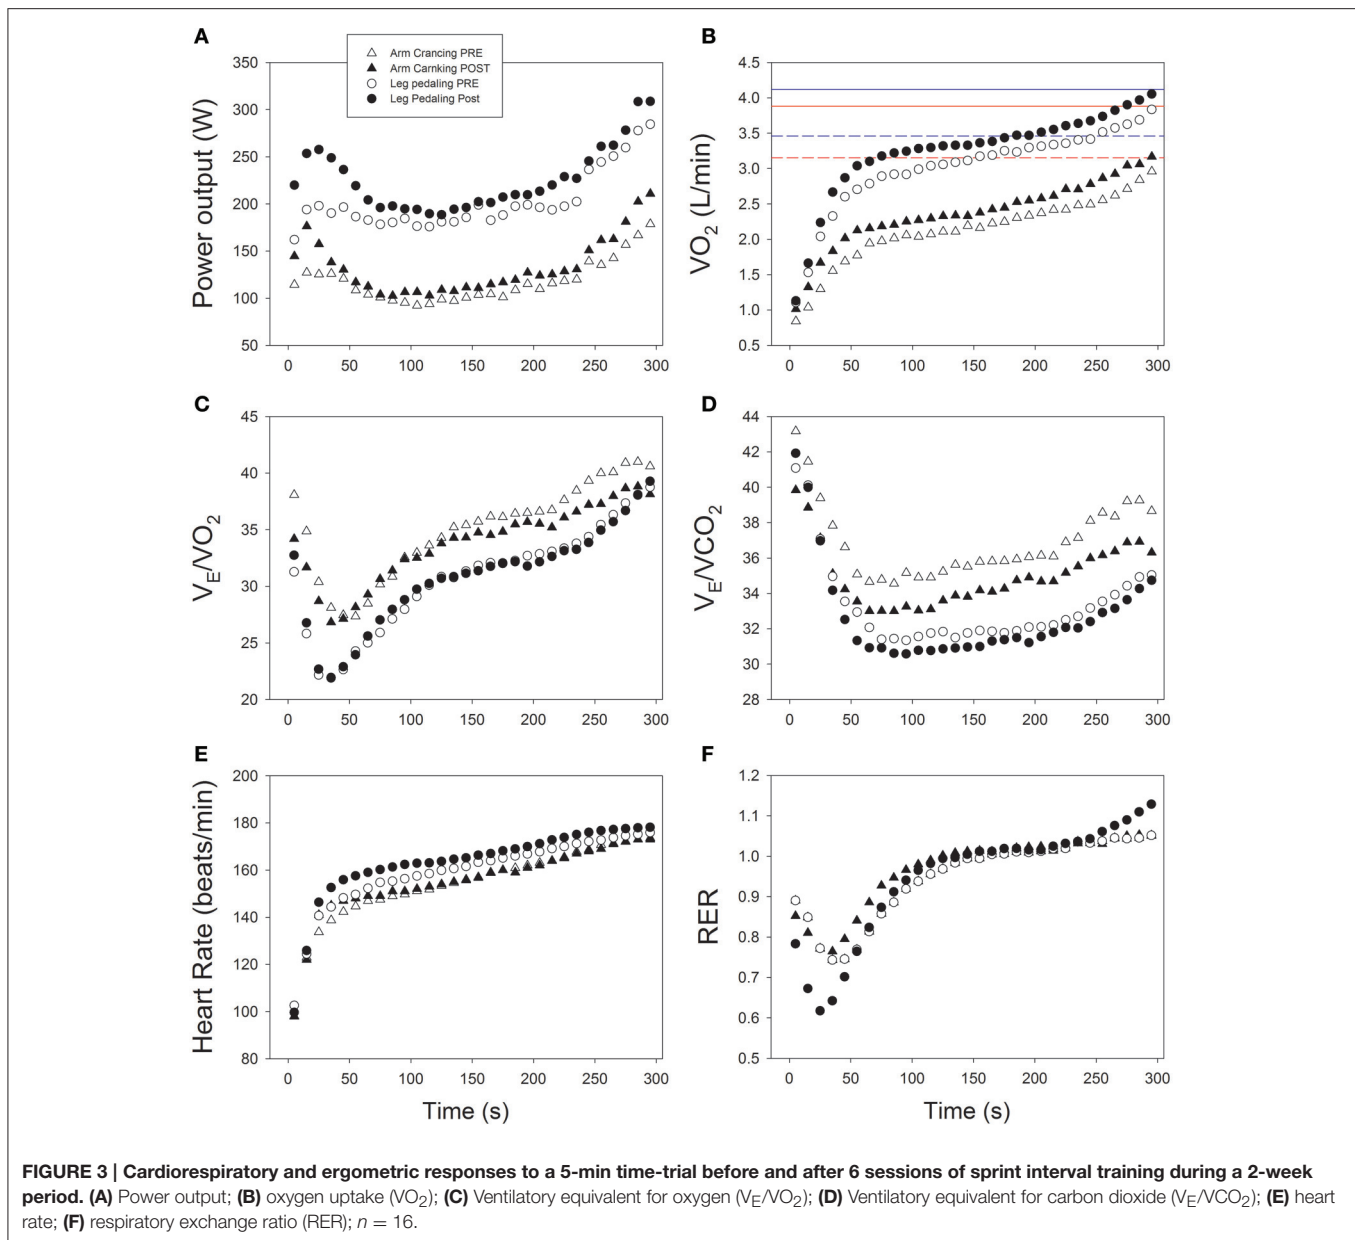 A
Arm Crancing PRE
Arm Carnking POST
Leg pedaling PRE
Leg Pedaling Post
350
300
250
200
150
100
50
Power output (W)
0 50 100 150 200 250 300
B
4.5
4.0
3.5
3.0
2.5
2.0
1.5
1.0
0.5
VO2 (L/min)
0 50 100 150 200 250 300
C
45
40
35
30
25
20
VE/VO2
0 50 100 150 200 250 300
D
44
42
40
38
36
34
32
30
28
VE/VCO2
0 50 100 150 200 250 300
E
200
180
160
140
120
100
80
Heart Rate (beats/min)
0 50 100 150 200 250 300
Time (s)
F
1.2
1.1
1.0
0.9
0.8
0.7
0.6
0.5
RER
0 50 100 150 200 250 300
Time (s)
FIGURE 3 | Cardiorespiratory and ergometric responses to a 5-min time-trial before and after 6 sessions of sprint interval training during a 2-week
period. (A) Power output; (B) oxygen uptake (VO2); (C) Ventilatory equivalent for oxygen (VE/VO2); (D) Ventilatory equivalent for carbon dioxide (VE/VCO2); (E) heart
rate; (F) respiratory exchange ratio (RER); n = 16.